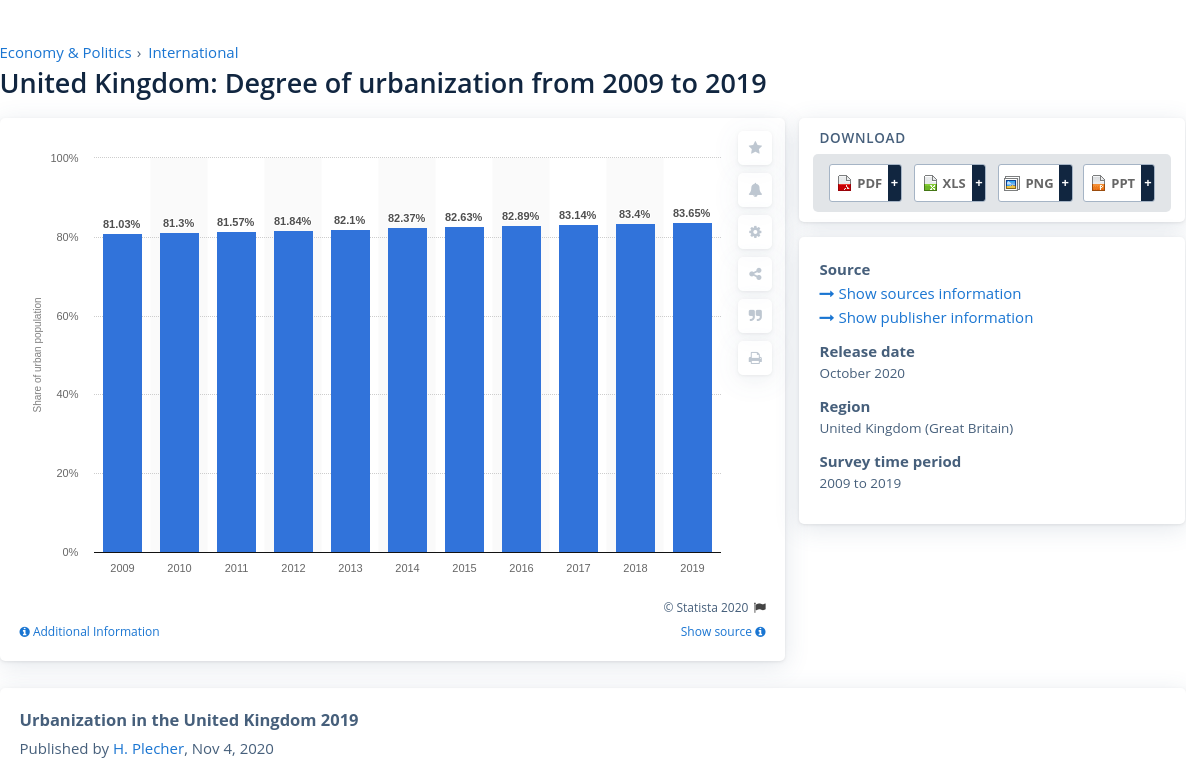 Economy & Politics › International
United Kingdom: Degree of urbanization from 2009 to 2019
100%
80%
60%
40%
20%
0%
Share of urban population
81.03% 81.3% 81.57% 81.84% 82.1% 82.37% 82.63% 82.89% 83.14% 83.4% 83.65%
2009 2010 2011 2012 2013 2014 2015 2016 2017 2018 2019
© Statista 2020
Additional Information
Show source
DOWNLOAD
PDF + XLS + PNG + PPT +
Source
Show sources information
Show publisher information
Release date
October 2020
Region
United Kingdom (Great Britain)
Survey time period
2009 to 2019
Urbanization in the United Kingdom 2019
Published by H. Plecher, Nov 4, 2020